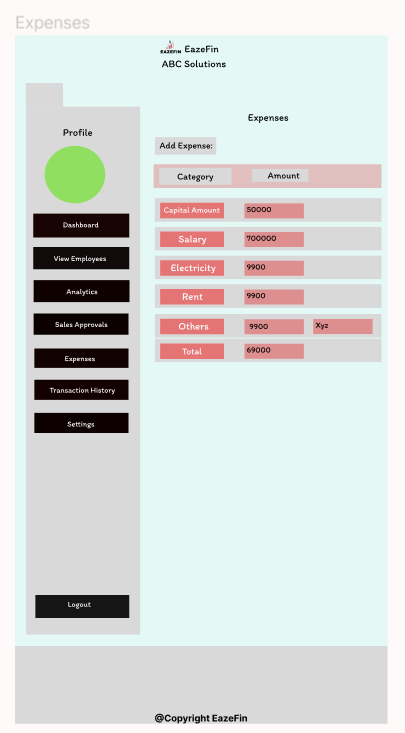 Expenses
EAZEFIN EazeFin
ABC Solutions
Expenses
Profile
Add Expense:
Category Amount
Capital Amount 50000
Dashboard
Salary 700000
View Employees
Electricity 9900
Analytics
Rent 9900
Sales Approvals
Others 9900 Xyz
Expenses
Total 69000
Transaction History
Settings
Logout
@Copyright EazeFin